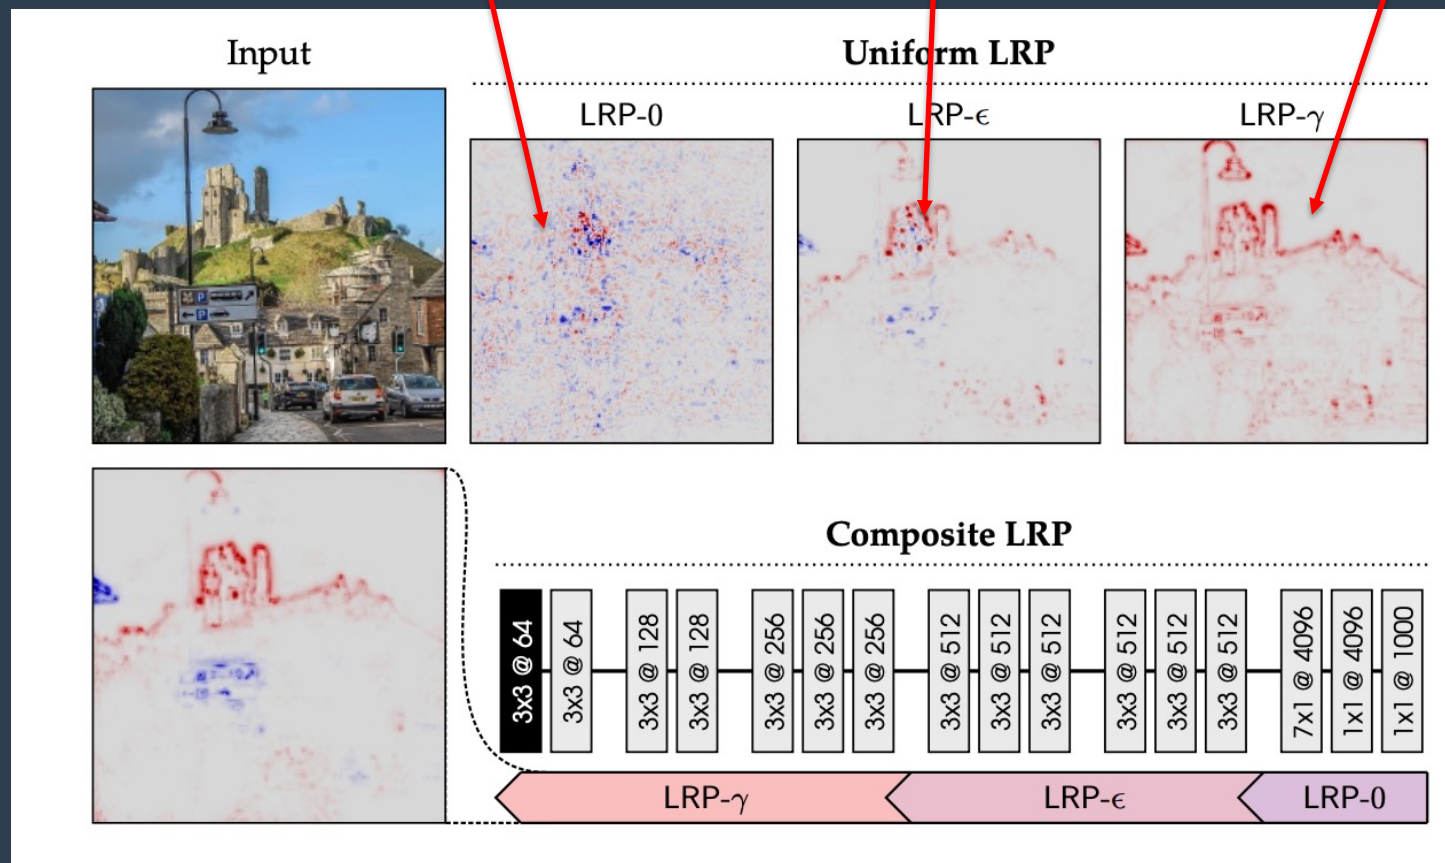 Input
Uniform LRP
LRP-0
LRP-ϵ
LRP-γ
P
P
Composite LRP
3x3 @ 64
3x3 @ 64
3x3 @ 128
3x3 @ 128
3x3 @ 256
3x3 @ 256
3x3 @ 256
3x3 @ 512
3x3 @ 512
3x3 @ 512
3x3 @ 512
3x3 @ 512
3x3 @ 512
7x1 @ 4096
1x1 @ 4096
1x1 @ 1000
LRP-γ
LRP-ϵ
LRP-0